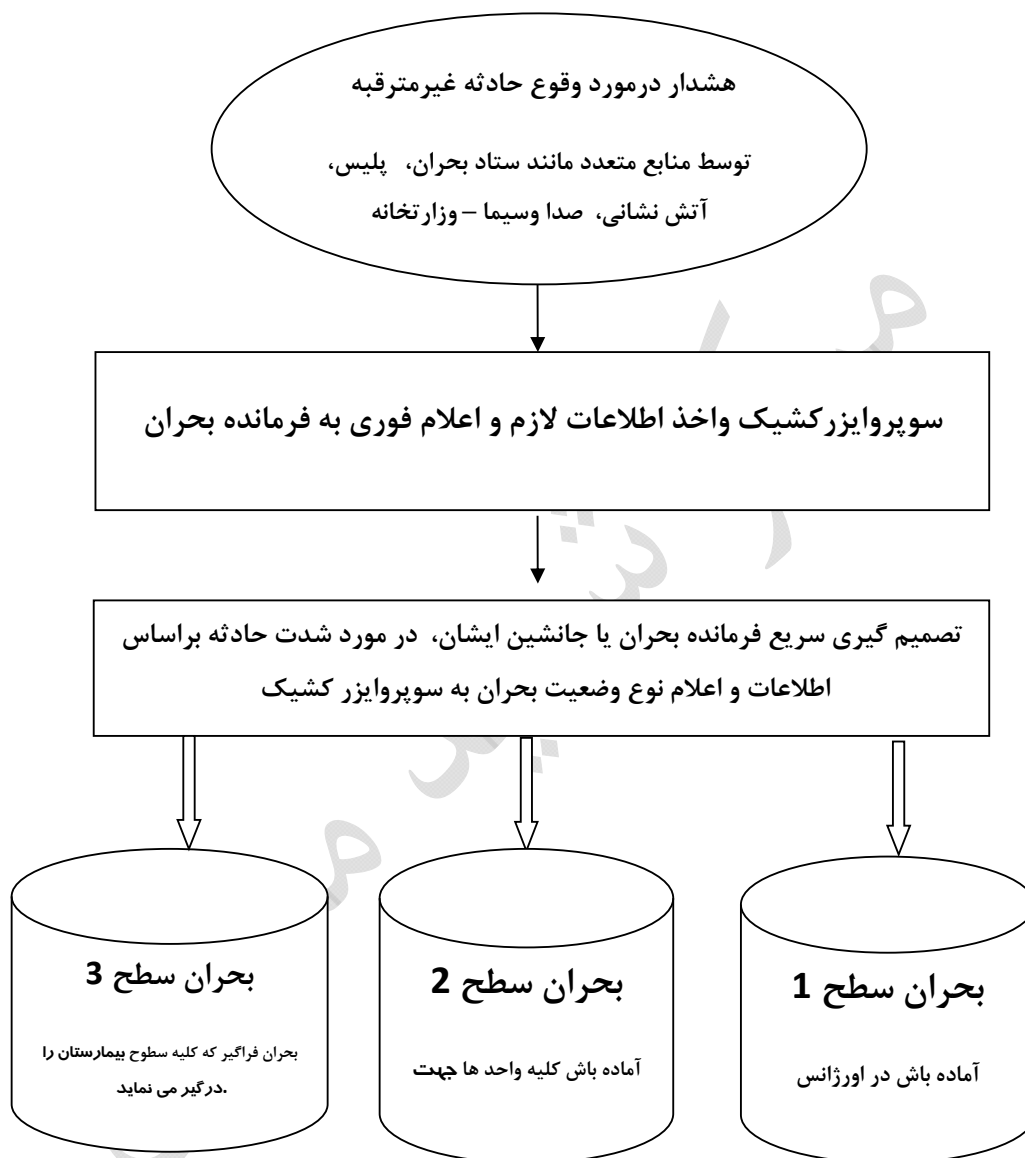 هشدار درمورد وقوع حادثه غیرمترقبه
توسط منابع متعدد مانند ستاد بحران، پلیس،
آتش نشانی، صدا وسیما – وزارتخانه
سوپروایزرکشیک واخذ اطلاعات لازم و اعلام فوری به فرمانده بحران
تصمیم گیری سریع فرمانده بحران یا جانشین ایشان، در مورد شدت حادثه براساس
اطلاعات و اعلام نوع وضعیت بحران به سوپروایزر کشیک
بحران سطح 1
آماده باش در اورژانس
بحران سطح 2
آماده باش کلیه واحد ها جهت
بحران سطح 3
بحران فراگیر که کلیه سطوح بیمارستان را
.درگیر می نماید